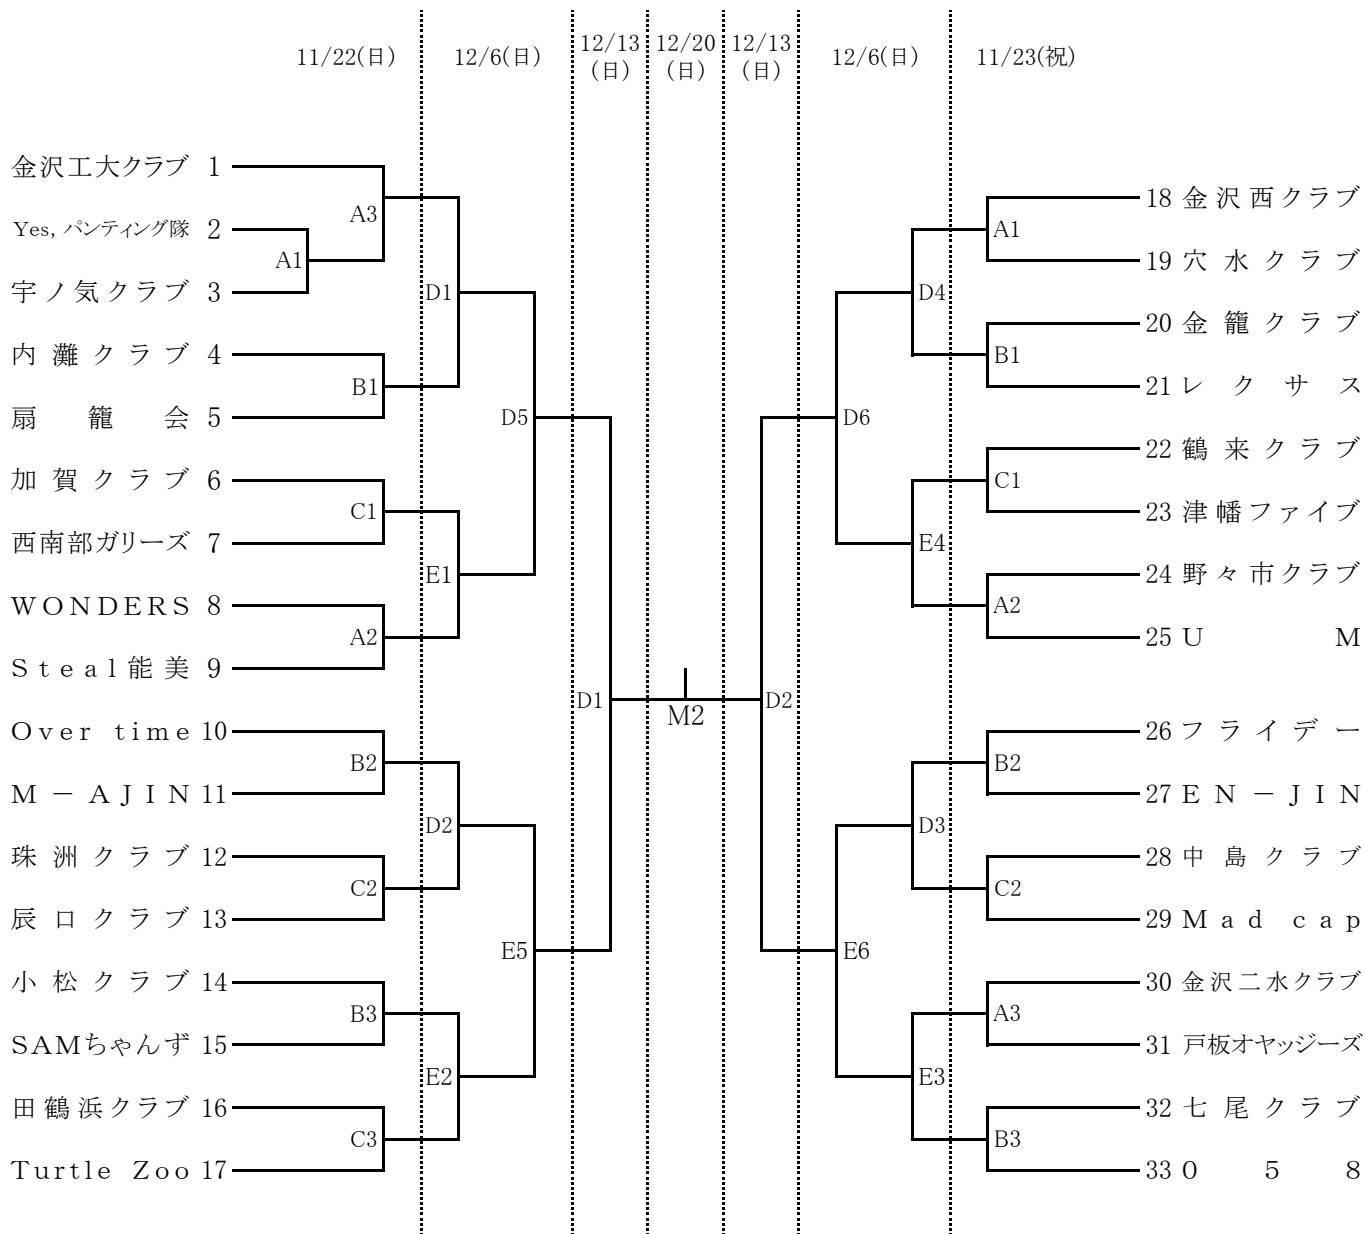 11/22(日) 12/6(日) 12/13 (日) 12/20 (日) 12/13 (日) 12/6(日) 11/23(祝)
金沢工大クラブ 1
A3
18 金沢西クラブ
Yes, パンティング隊 2
A1
A1
19 穴水クラブ
宇ノ気クラブ 3
D1
D4
20 金籠クラブ
内灘クラブ 4
B1
B1
21 レクサス
扇籠会 5
D5
D6
22 鶴来クラブ
加賀クラブ 6
C1
C1
23 津幡ファイブ
西南部ガリーズ 7
E1
E4
24 野々市クラブ
WONDERS 8
A2
A2
25 UM
Steal能美 9
D1
M2
D2
Over time 10
26 フライデー
B2
B2
M－AJIN 11
27 EN－JIN
D2
D3
珠洲クラブ 12
28 中島クラブ
C2
C2
辰口クラブ 13
29 Mad cap
E5
E6
小松クラブ 14
30 金沢二水クラブ
B3
A3
SAMちゃんず 15
31 戸板オヤッジーズ
E2
E3
田鶴浜クラブ 16
32 七尾クラブ
C3
B3
Turtle Zoo 17
33 058